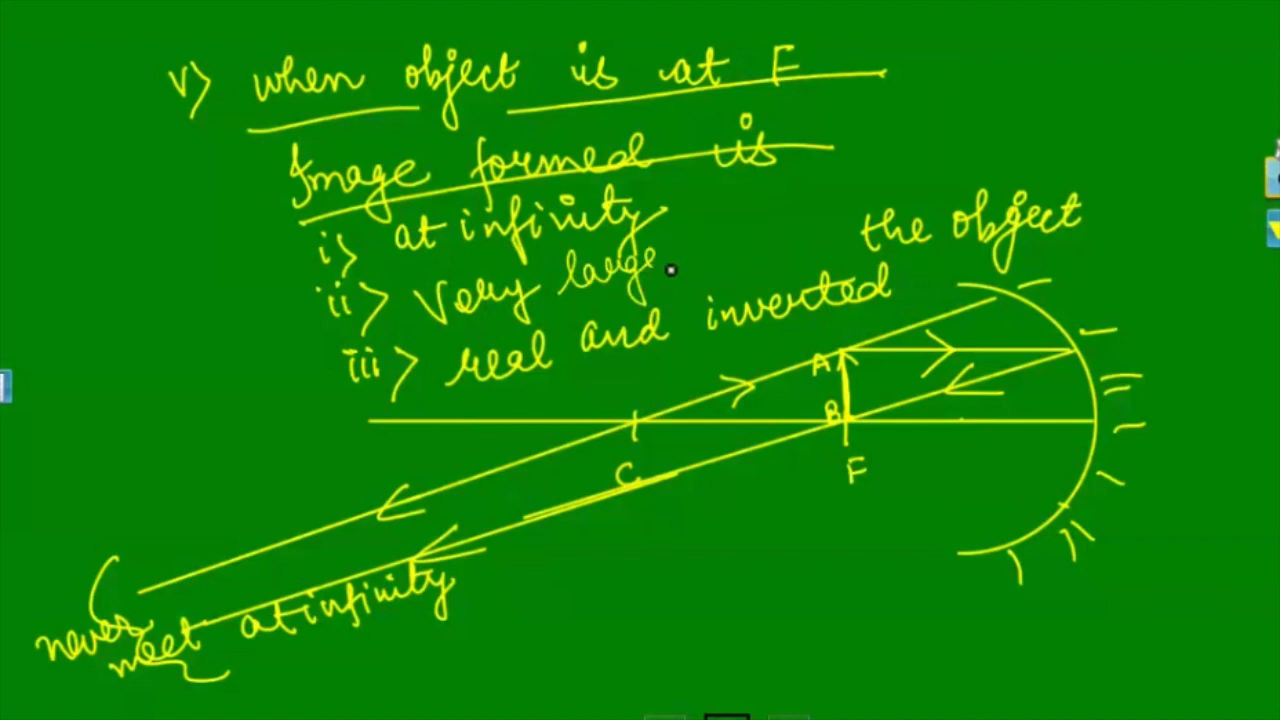 v) when object is at F
Image formed is
i) at infinity
ii) very large
the object
iii) real and inverted
A
B
C
F
never meet at infinity